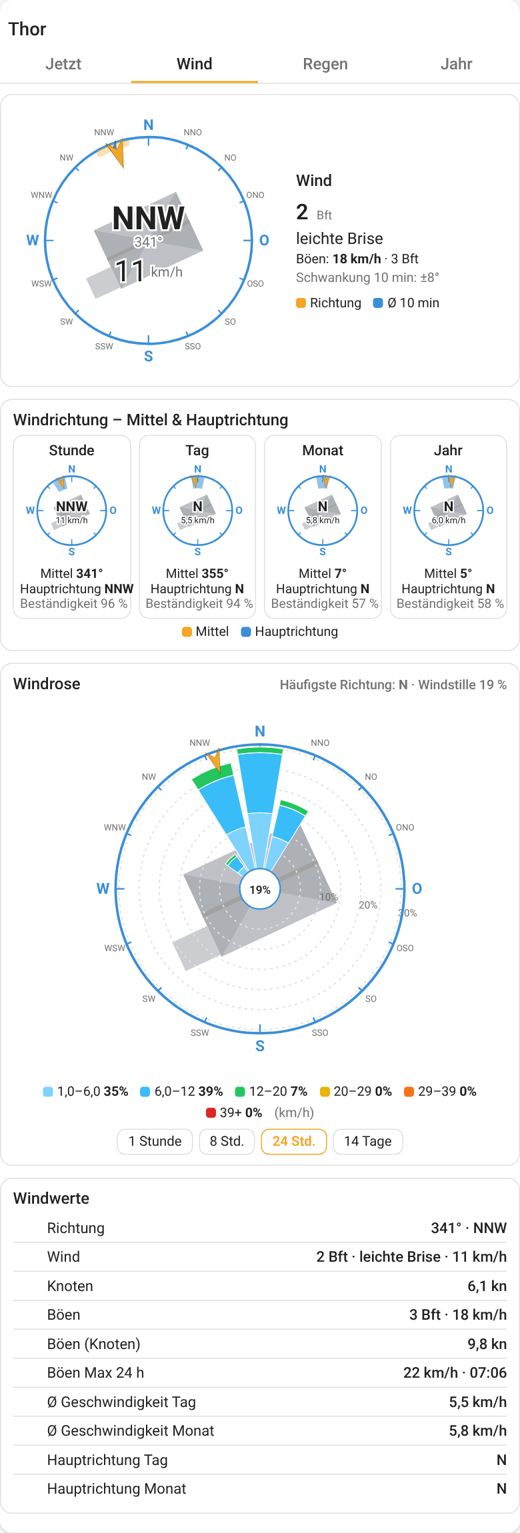 Thor
Jetzt Wind Regen Jahr
N
NNW NNO
NW NO
WNW ONO
W O
WSW OSO
SW SO
SSW SSO
S
NNW
341°
11 km/h
Wind
2 Bft
leichte Brise
Böen: 18 km/h · 3 Bft
Schwankung 10 min: ±8°
Richtung Ø 10 min
Windrichtung – Mittel & Hauptrichtung
Stunde Tag Monat Jahr
N N N N
W NNW O W N O W N O W N O
11 km/h 5,5 km/h 5,8 km/h 6,0 km/h
S S S S
Mittel 341° Mittel 355° Mittel 7° Mittel 5°
Hauptrichtung NNW Hauptrichtung N Hauptrichtung N Hauptrichtung N
Beständigkeit 96 % Beständigkeit 94 % Beständigkeit 57 % Beständigkeit 58 %
Mittel Hauptrichtung
Windrose Häufigste Richtung: N · Windstille 19 %
N
NNW NNO
NW NO
WNW ONO
W 19% O
10% 20% 30%
WSW OSO
SW SO
SSW SSO
S
1,0–6,0 35% 6,0–12 39% 12–20 7% 20–29 0% 29–39 0%
39+ 0% (km/h)
1 Stunde 8 Std. 24 Std. 14 Tage
Windwerte
Richtung 341° · NNW
Wind 2 Bft · leichte Brise · 11 km/h
Knoten 6,1 kn
Böen 3 Bft · 18 km/h
Böen (Knoten) 9,8 kn
Böen Max 24 h 22 km/h · 07:06
Ø Geschwindigkeit Tag 5,5 km/h
Ø Geschwindigkeit Monat 5,8 km/h
Hauptrichtung Tag N
Hauptrichtung Monat N